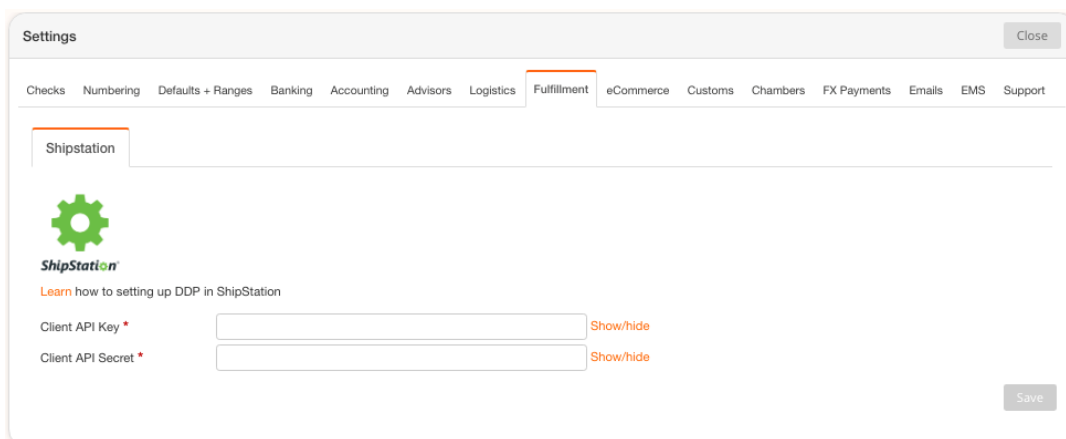 Settings
Close
Checks Numbering Defaults + Ranges Banking Accounting Advisors Logistics Fulfillment eCommerce Customs Chambers FX Payments Emails EMS Support
Shipstation
ShipStation
Learn how to setting up DDP in ShipStation
Client API Key * Show/hide
Client API Secret * Show/hide
Save